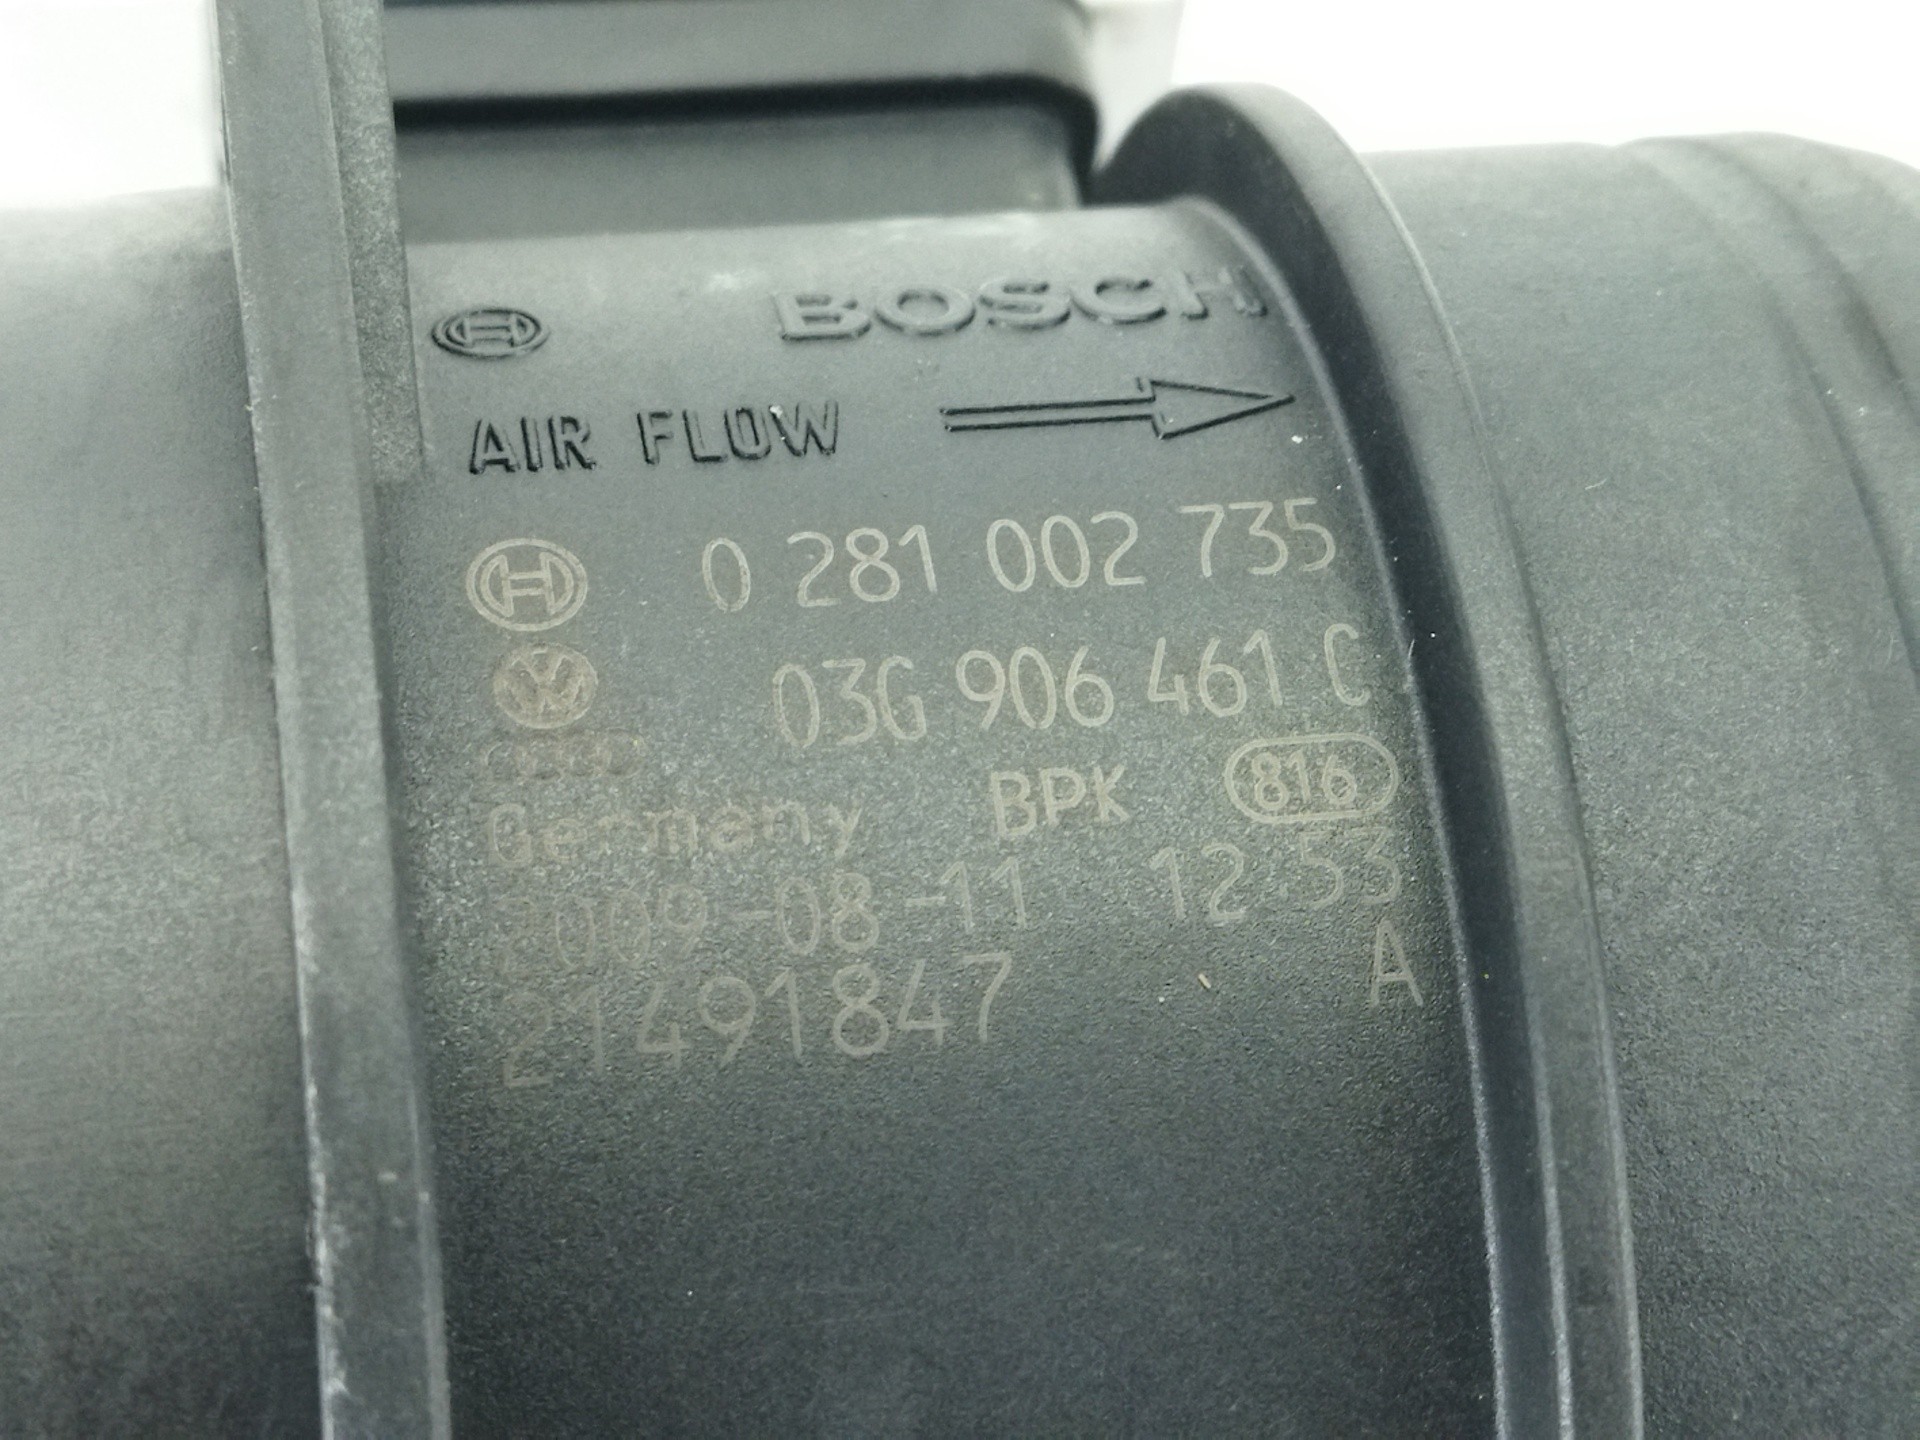 BOSCH
AIR FLOW
0 281 002 735
03G 906 461 C
Germany BPK 816
2009-08-11 12:53
21491847 A